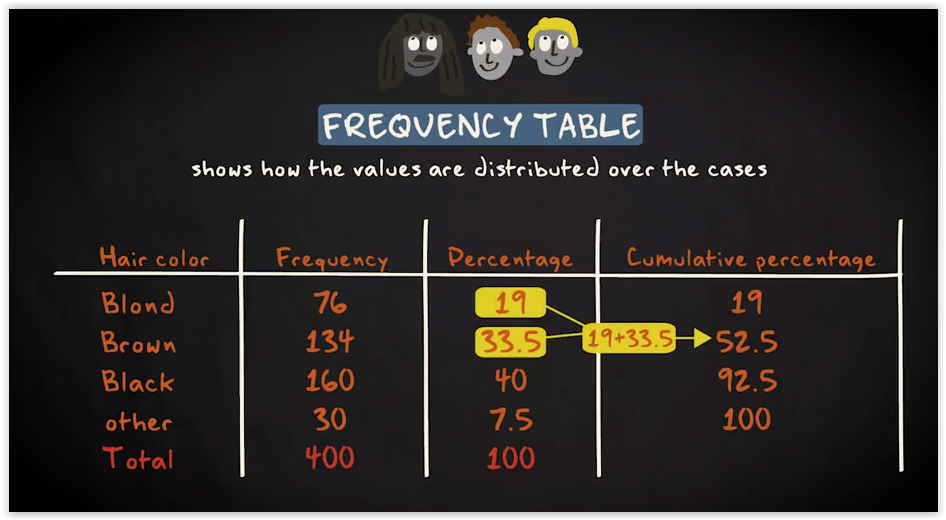 FREQUENCY TABLE
shows how the values are distributed over the cases
Hair color Frequency Percentage Cumulative percentage
Blond 76 19 19
Brown 134 33.5 19+33.5 52.5
Black 160 40 92.5
other 30 7.5 100
Total 400 100